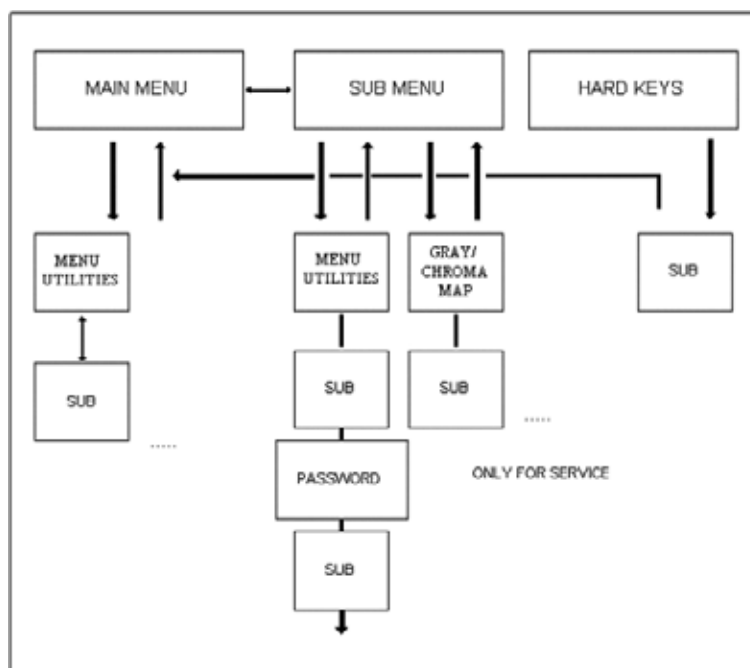 MAIN MENU
SUB MENU
HARD KEYS
MENU
UTILITIES
MENU
UTILITIES
GRAY/
CHROMA
MAP
SUB
SUB
SUB
SUB
.....
.....
PASSWORD
ONLY FOR SERVICE
SUB